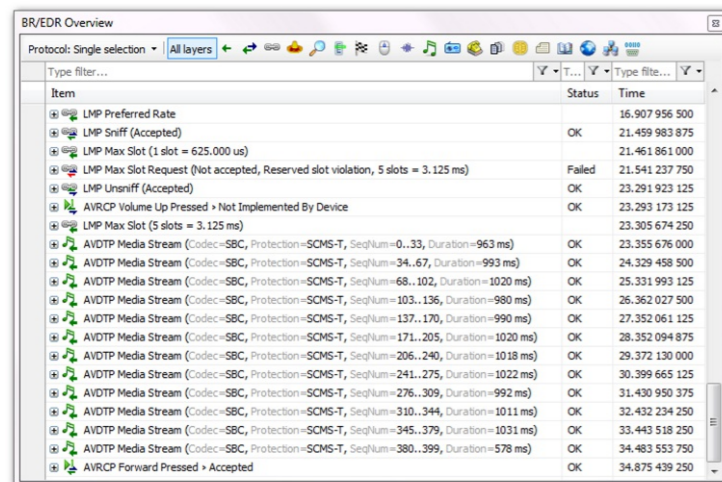 BR/EDR Overview
Protocol: Single selection All layers
Type filter... T... Type filte...
Item Status Time
LMP Preferred Rate 16.907 956 500
LMP Sniff (Accepted) OK 21.459 983 875
LMP Max Slot (1 slot = 625.000 us) 21.461 861 000
LMP Max Slot Request (Not accepted, Reserved slot violation, 5 slots = 3.125 ms) Failed 21.541 237 750
LMP Unsniff (Accepted) OK 23.291 923 125
AVRCP Volume Up Pressed > Not Implemented By Device OK 23.293 173 125
LMP Max Slot (5 slots = 3.125 ms) 23.305 674 250
AVDTP Media Stream (Codec=SBC, Protection=SCMS-T, SeqNum=0..33, Duration=963 ms) OK 23.355 676 000
AVDTP Media Stream (Codec=SBC, Protection=SCMS-T, SeqNum=34..67, Duration=993 ms) OK 24.329 458 500
AVDTP Media Stream (Codec=SBC, Protection=SCMS-T, SeqNum=68..102, Duration=1020 ms) OK 25.331 993 125
AVDTP Media Stream (Codec=SBC, Protection=SCMS-T, SeqNum=103..136, Duration=980 ms) OK 26.362 027 500
AVDTP Media Stream (Codec=SBC, Protection=SCMS-T, SeqNum=137..170, Duration=990 ms) OK 27.352 061 125
AVDTP Media Stream (Codec=SBC, Protection=SCMS-T, SeqNum=171..205, Duration=1020 ms) OK 28.352 094 875
AVDTP Media Stream (Codec=SBC, Protection=SCMS-T, SeqNum=206..240, Duration=1018 ms) OK 29.372 130 000
AVDTP Media Stream (Codec=SBC, Protection=SCMS-T, SeqNum=241..275, Duration=1022 ms) OK 30.399 665 125
AVDTP Media Stream (Codec=SBC, Protection=SCMS-T, SeqNum=276..309, Duration=992 ms) OK 31.430 950 375
AVDTP Media Stream (Codec=SBC, Protection=SCMS-T, SeqNum=310..344, Duration=1011 ms) OK 32.432 234 250
AVDTP Media Stream (Codec=SBC, Protection=SCMS-T, SeqNum=345..379, Duration=1031 ms) OK 33.443 518 250
AVDTP Media Stream (Codec=SBC, Protection=SCMS-T, SeqNum=380..399, Duration=578 ms) OK 34.483 553 750
AVRCP Forward Pressed > Accepted OK 34.875 439 250